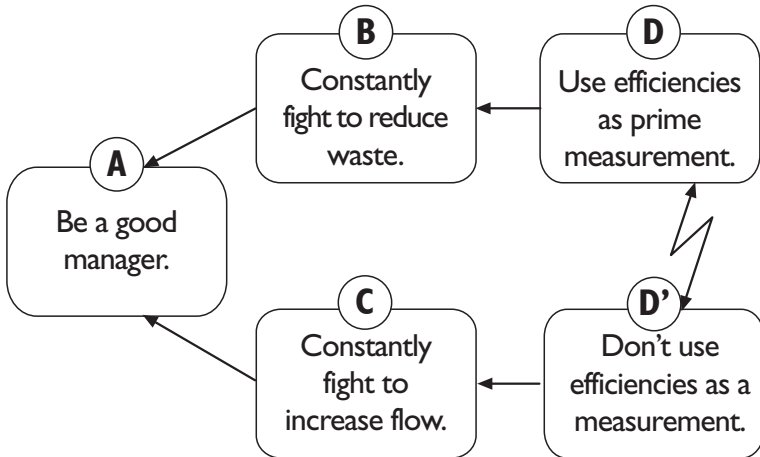 B
Constantly
fight to reduce
waste.
D
Use efficiencies
as prime
measurement.
A
Be a good
manager.
C
Constantly
fight to
increase flow.
D’
Don’t use
efficiencies as a
measurement.